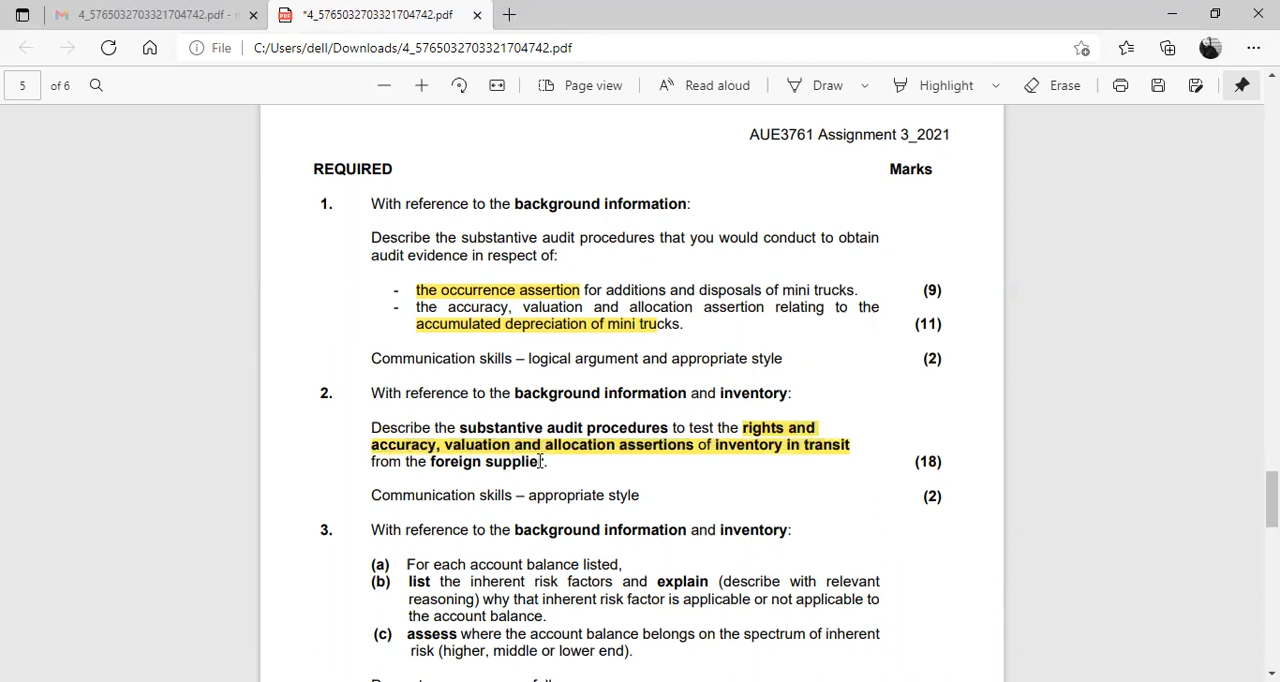 4_5765032703321704742.pdf -
*4_5765032703321704742.pdf
File
C:/Users/dell/Downloads/4_5765032703321704742.pdf
5 of 6
Page view
Read aloud
Draw
Highlight
Erase
AUE3761 Assignment 3_2021
REQUIRED Marks
1. With reference to the background information:
Describe the substantive audit procedures that you would conduct to obtain
audit evidence in respect of:
- the occurrence assertion for additions and disposals of mini trucks. (9)
- the accuracy, valuation and allocation assertion relating to the
accumulated depreciation of mini trucks. (11)
Communication skills – logical argument and appropriate style (2)
2. With reference to the background information and inventory:
Describe the substantive audit procedures to test the rights and
accuracy, valuation and allocation assertions of inventory in transit
from the foreign supplier. (18)
Communication skills – appropriate style (2)
3. With reference to the background information and inventory:
(a) For each account balance listed,
(b) list the inherent risk factors and explain (describe with relevant
reasoning) why that inherent risk factor is applicable or not applicable to
the account balance.
(c) assess where the account balance belongs on the spectrum of inherent
risk (higher, middle or lower end).